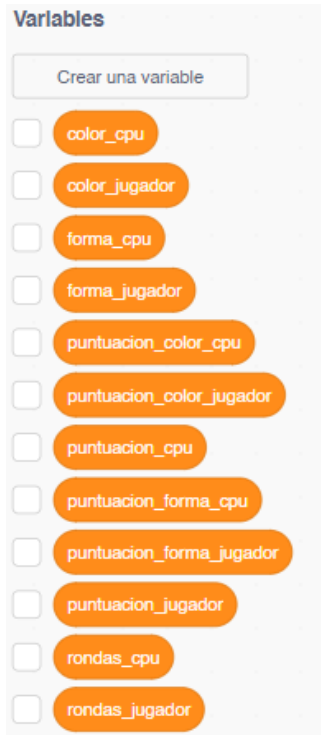 Variables
Crear una variable
color_cpu
color_jugador
forma_cpu
forma_jugador
puntuacion_color_cpu
puntuacion_color_jugador
puntuacion_cpu
puntuacion_forma_cpu
puntuacion_forma_jugador
puntuacion_jugador
rondas_cpu
rondas_jugador